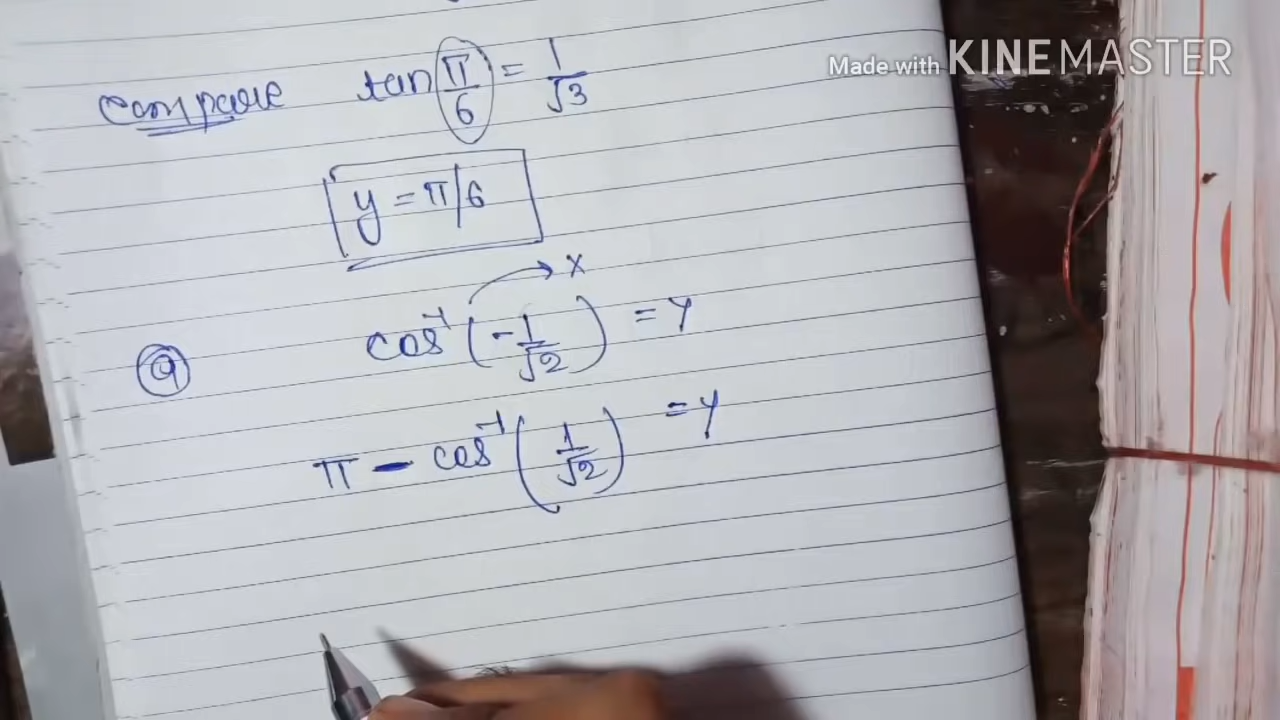 Made with KINEMASTER
Compare tan π/6 = 1/√3
y = π/6
x
9 cos⁻¹(-1/√2) = y
π - cos⁻¹(1/√2) = y